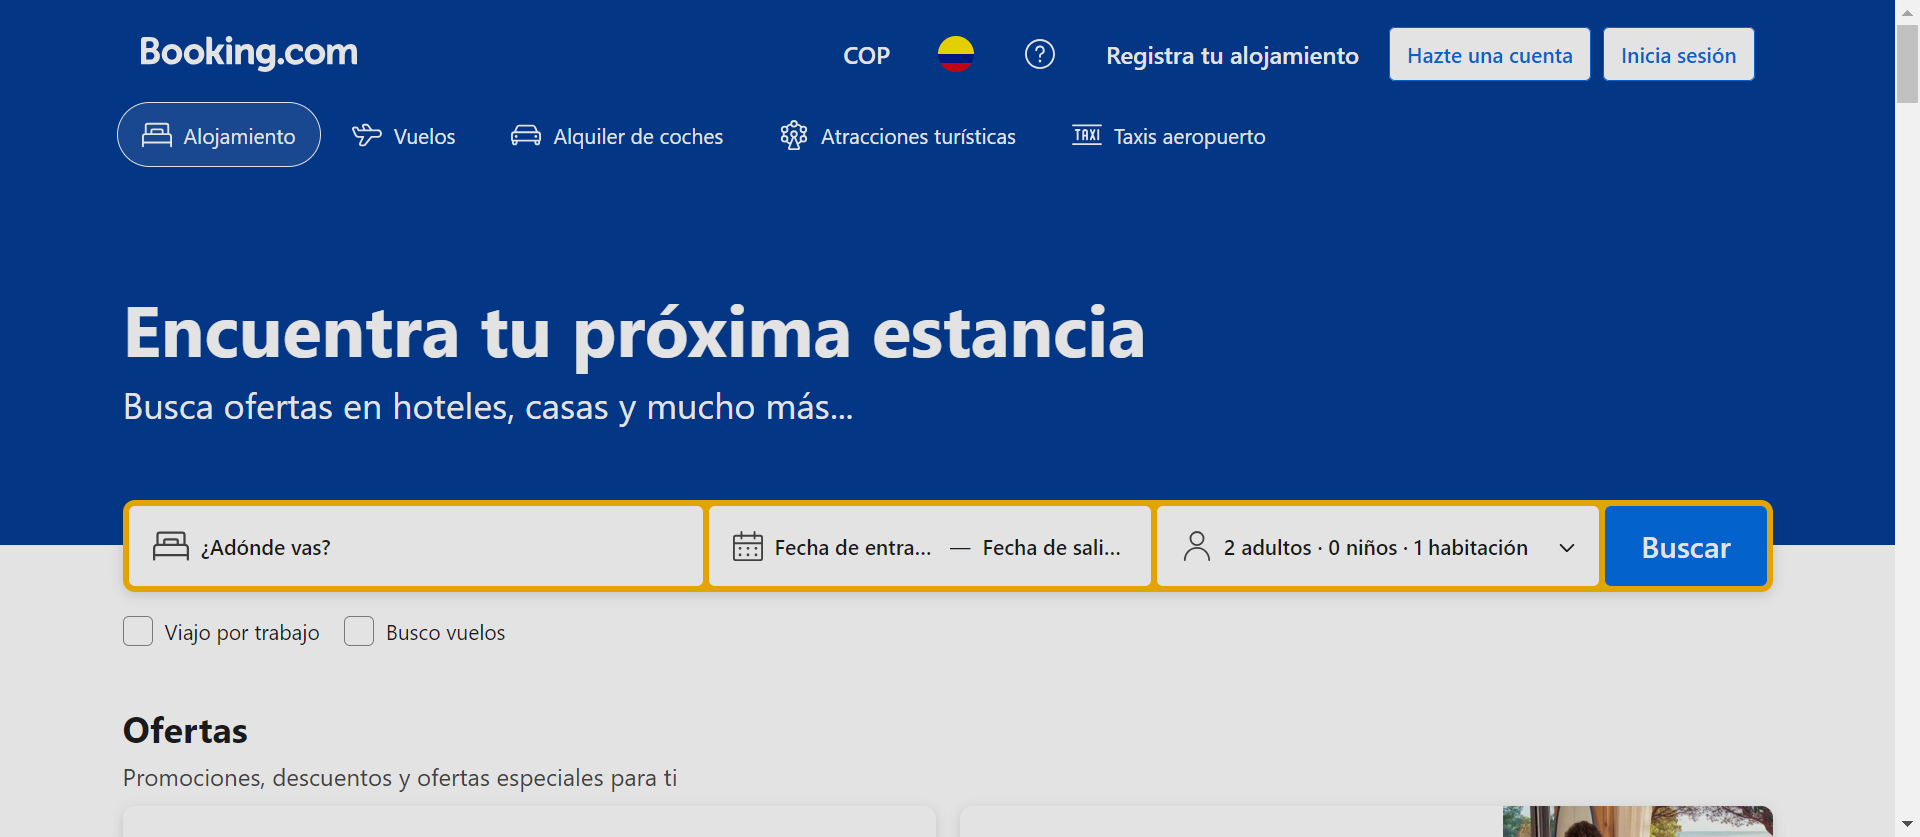 Booking.com
COP
?
Registra tu alojamiento
Hazte una cuenta
Inicia sesión
Alojamiento
Vuelos
Alquiler de coches
Atracciones turísticas
TAXI
Taxis aeropuerto
Encuentra tu próxima estancia
Busca ofertas en hoteles, casas y mucho más...
¿Adónde vas?
Fecha de entra... — Fecha de sali...
2 adultos · 0 niños · 1 habitación
Buscar
Viajo por trabajo
Busco vuelos
Ofertas
Promociones, descuentos y ofertas especiales para ti